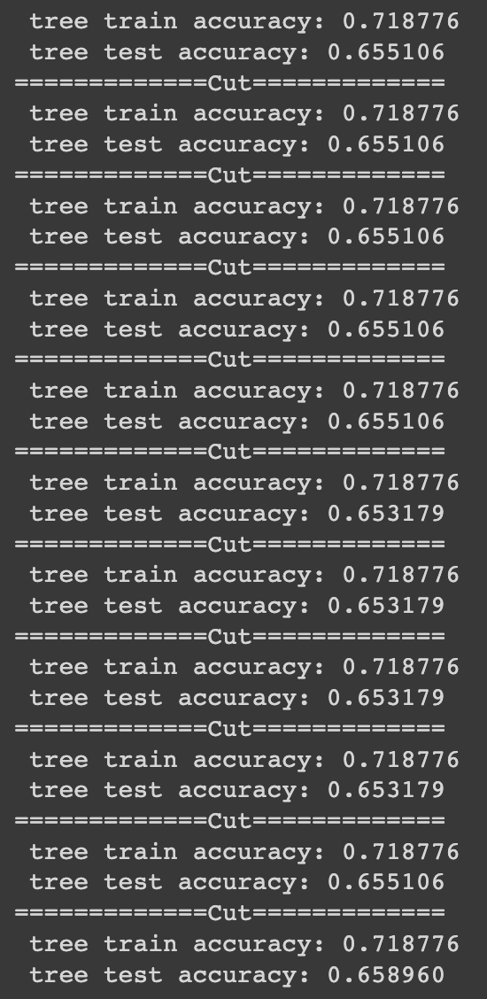 tree train accuracy: 0.718776
tree test accuracy: 0.655106
=============Cut=============
tree train accuracy: 0.718776
tree test accuracy: 0.655106
=============Cut=============
tree train accuracy: 0.718776
tree test accuracy: 0.655106
=============Cut=============
tree train accuracy: 0.718776
tree test accuracy: 0.655106
=============Cut=============
tree train accuracy: 0.718776
tree test accuracy: 0.655106
=============Cut=============
tree train accuracy: 0.718776
tree test accuracy: 0.653179
=============Cut=============
tree train accuracy: 0.718776
tree test accuracy: 0.653179
=============Cut=============
tree train accuracy: 0.718776
tree test accuracy: 0.653179
=============Cut=============
tree train accuracy: 0.718776
tree test accuracy: 0.653179
=============Cut=============
tree train accuracy: 0.718776
tree test accuracy: 0.655106
=============Cut=============
tree train accuracy: 0.718776
tree test accuracy: 0.658960